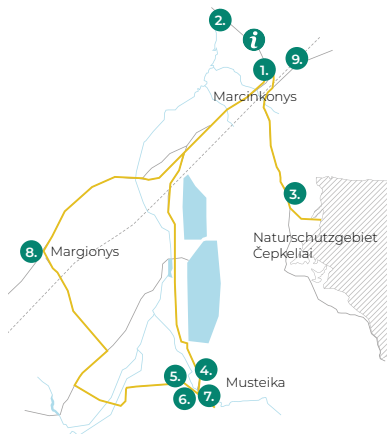 2.
i
9.
1.
Marcinkonys
3.
Naturschutzgebiet
Čepkeliai
8.
Margionys
4.
5.
Musteika
6.
7.